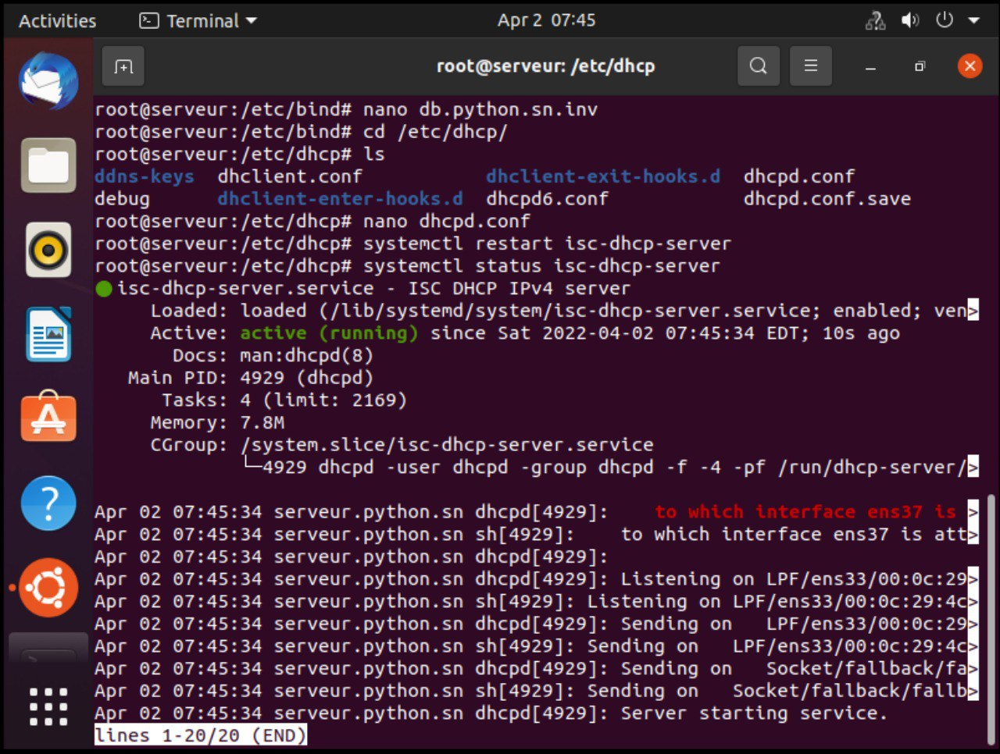 Activities Terminal Apr 2 07:45
root@serveur: /etc/dhcp
root@serveur:/etc/bind# nano db.python.sn.inv
root@serveur:/etc/bind# cd /etc/dhcp/
root@serveur:/etc/dhcp# ls
ddns-keys dhclient.conf dhclient-exit-hooks.d dhcpd.conf
debug dhclient-enter-hooks.d dhcpd6.conf dhcpd.conf.save
root@serveur:/etc/dhcp# nano dhcpd.conf
root@serveur:/etc/dhcp# systemctl restart isc-dhcp-server
root@serveur:/etc/dhcp# systemctl status isc-dhcp-server
● isc-dhcp-server.service - ISC DHCP IPv4 server
Loaded: loaded (/lib/systemd/system/isc-dhcp-server.service; enabled; ven>
Active: active (running) since Sat 2022-04-02 07:45:34 EDT; 10s ago
Docs: man:dhcpd(8)
Main PID: 4929 (dhcpd)
Tasks: 4 (limit: 2169)
Memory: 7.8M
CGroup: /system.slice/isc-dhcp-server.service
└─4929 dhcpd -user dhcpd -group dhcpd -f -4 -pf /run/dhcp-server/>
Apr 02 07:45:34 serveur.python.sn dhcpd[4929]: to which interface ens37 is >
Apr 02 07:45:34 serveur.python.sn sh[4929]: to which interface ens37 is att>
Apr 02 07:45:34 serveur.python.sn dhcpd[4929]:
Apr 02 07:45:34 serveur.python.sn dhcpd[4929]: Listening on LPF/ens33/00:0c:29>
Apr 02 07:45:34 serveur.python.sn sh[4929]: Listening on LPF/ens33/00:0c:29:4c>
Apr 02 07:45:34 serveur.python.sn dhcpd[4929]: Sending on LPF/ens33/00:0c:29>
Apr 02 07:45:34 serveur.python.sn sh[4929]: Sending on LPF/ens33/00:0c:29:4c>
Apr 02 07:45:34 serveur.python.sn dhcpd[4929]: Sending on Socket/fallback/fa>
Apr 02 07:45:34 serveur.python.sn sh[4929]: Sending on Socket/fallback/fallb>
Apr 02 07:45:34 serveur.python.sn dhcpd[4929]: Server starting service.
lines 1-20/20 (END)